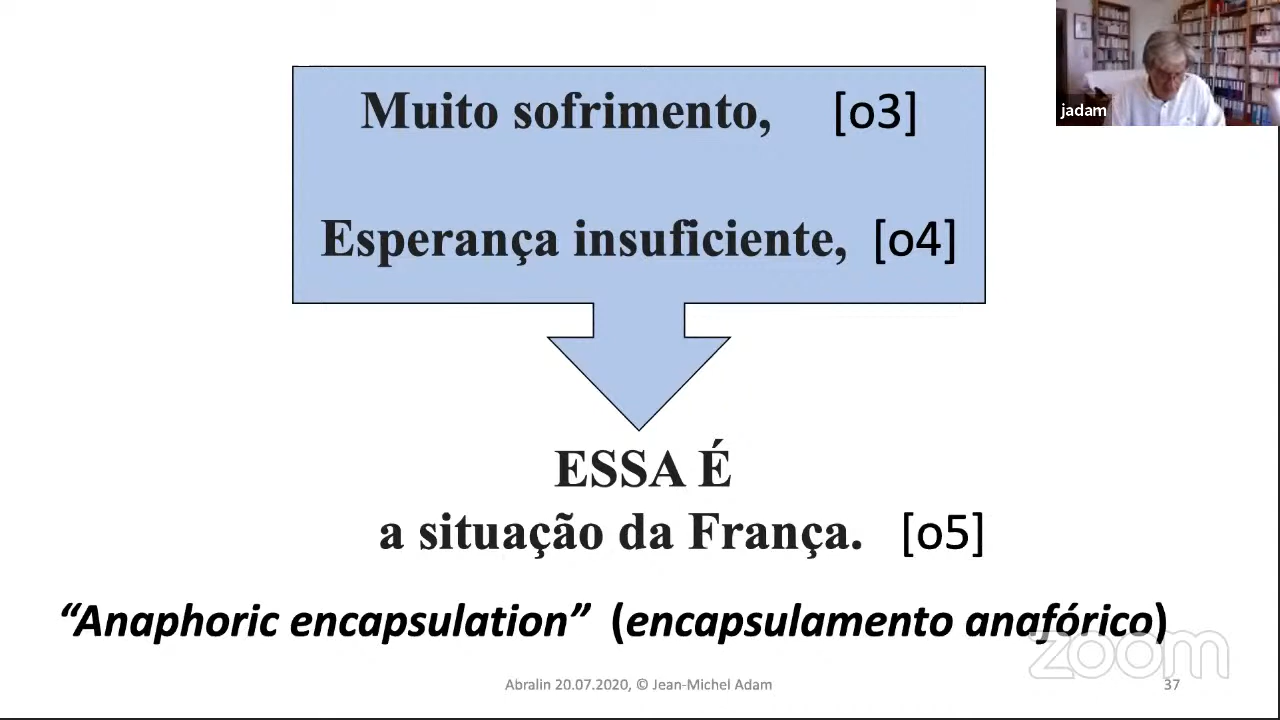 jadam
Muito sofrimento, [o3]
Esperança insuficiente, [o4]
ESSA É
a situação da França. [o5]
“Anaphoric encapsulation” (encapsulamento anafórico)
zoom
Abralin 20.07.2020, © Jean-Michel Adam
37